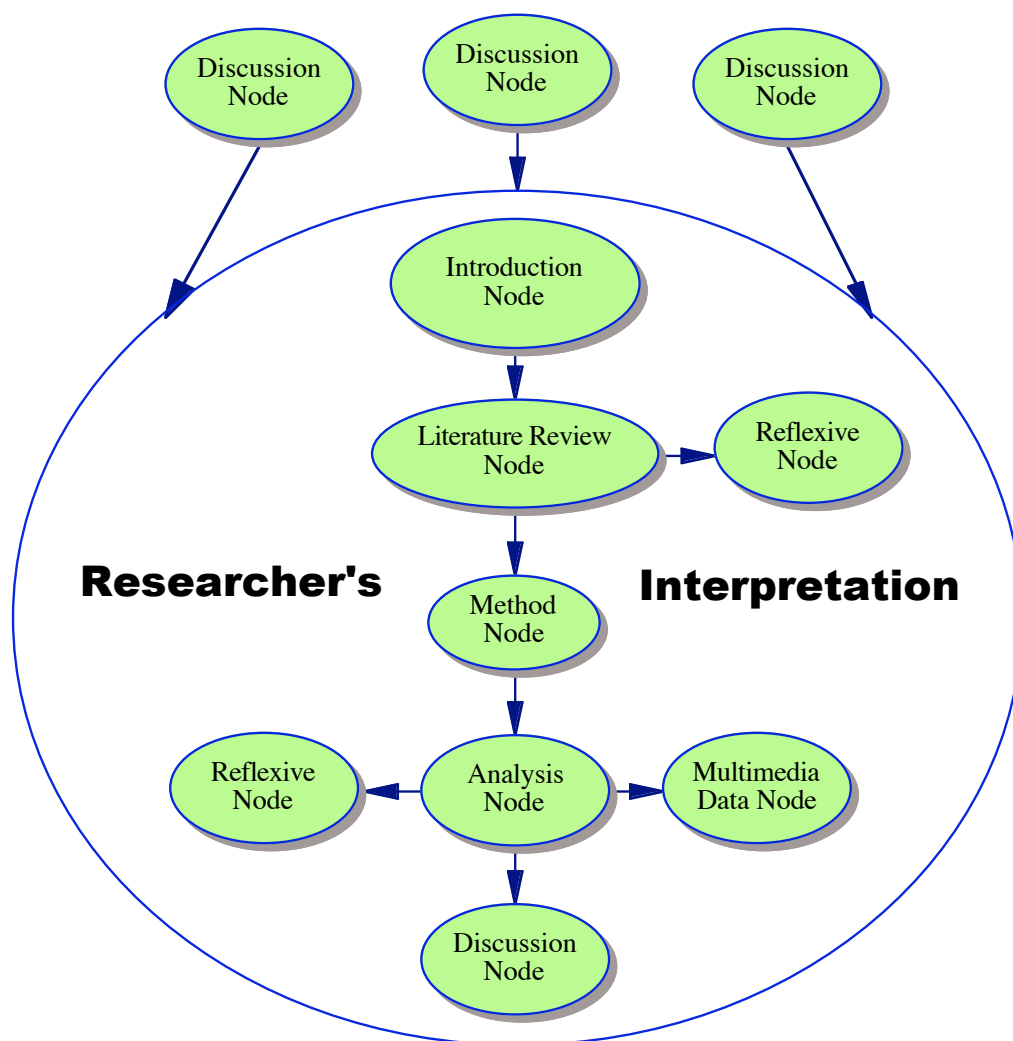 Discussion
Node
Discussion
Node
Discussion
Node
Introduction
Node
Literature Review
Node
Reflexive
Node
Researcher's
Interpretation
Method
Node
Reflexive
Node
Analysis
Node
Multimedia
Data Node
Discussion
Node